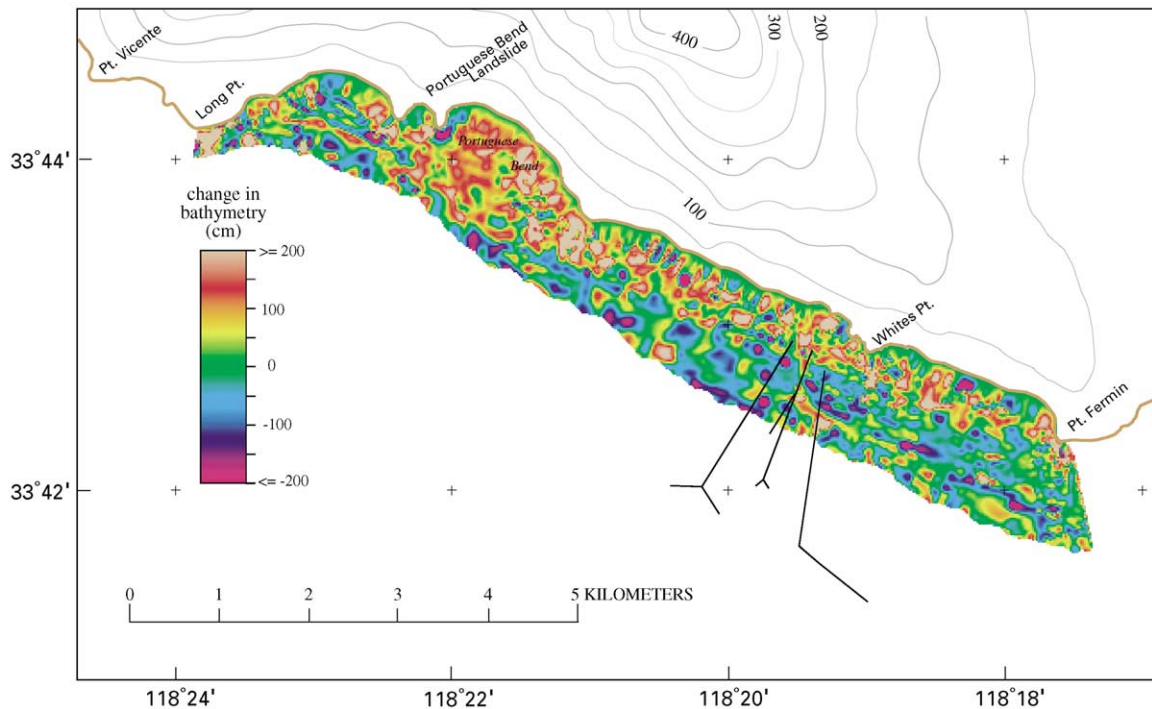 Pt. Vicente
Long Pt.
Portuguese Bend
Landslide
400
300
200
100
Portuguese
Bend
Whites Pt.
Pt. Fermin
33°44'
33°42'
change in
bathymetry
(cm)
>= 200
100
0
-100
<= -200
0 1 2 3 4 5 KILOMETERS
118°24' 118°22' 118°20' 118°18'